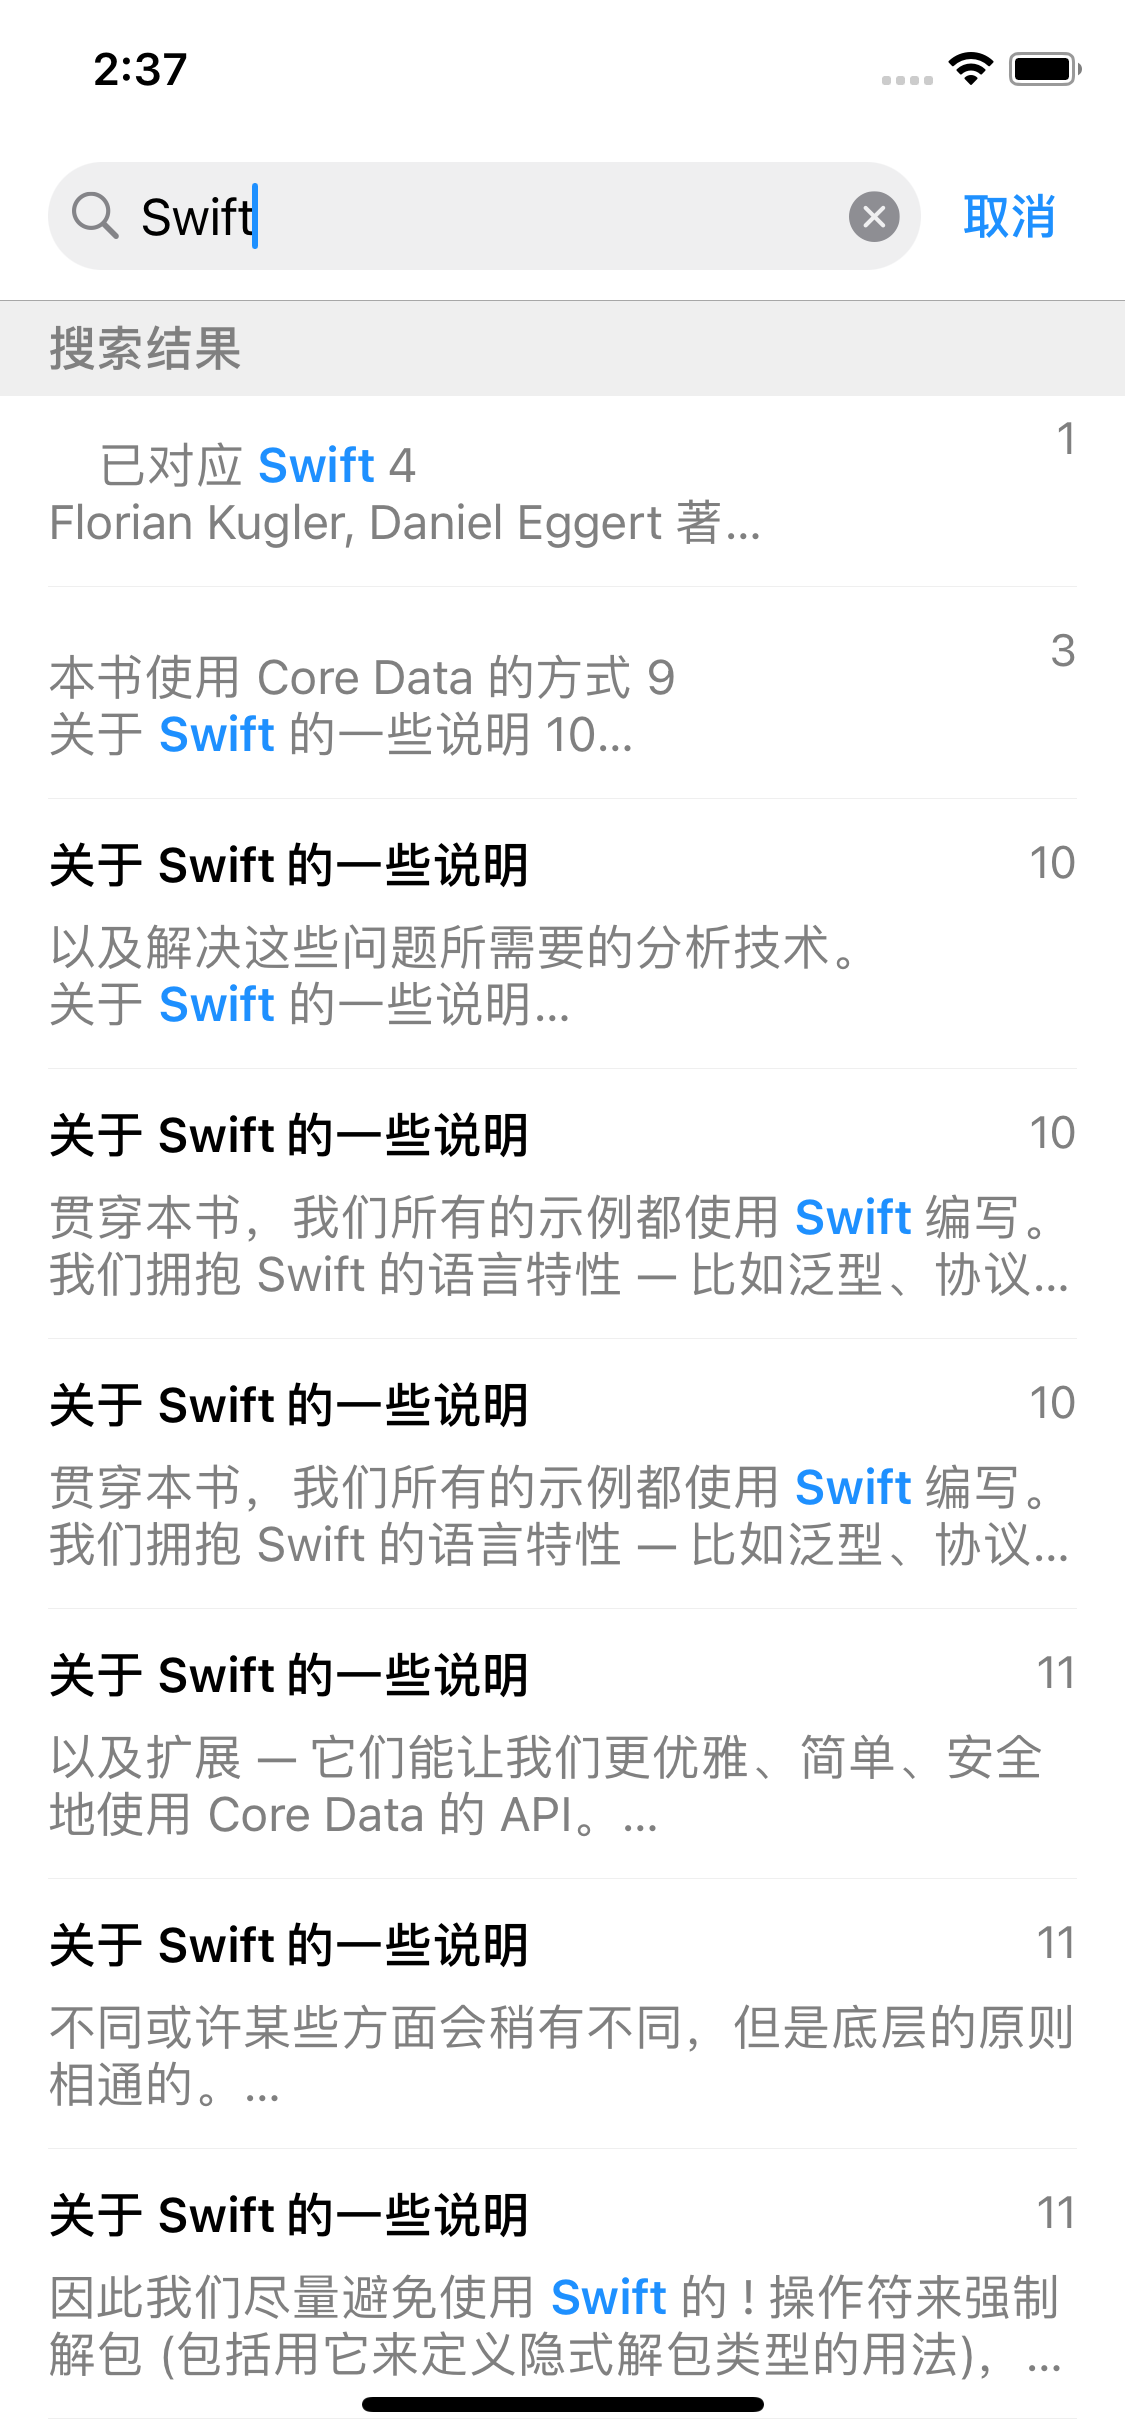 2:37
Swift
取消
搜索结果
1
已对应 Swift 4
Florian Kugler, Daniel Eggert 著...
3
本书使用 Core Data 的方式 9
关于 Swift 的一些说明 10...
关于 Swift 的一些说明
10
以及解决这些问题所需要的分析技术。
关于 Swift 的一些说明...
关于 Swift 的一些说明
10
贯穿本书，我们所有的示例都使用 Swift 编写。
我们拥抱 Swift 的语言特性 — 比如泛型、协议...
关于 Swift 的一些说明
10
贯穿本书，我们所有的示例都使用 Swift 编写。
我们拥抱 Swift 的语言特性 — 比如泛型、协议...
关于 Swift 的一些说明
11
以及扩展 — 它们能让我们更优雅、简单、安全
地使用 Core Data 的 API。...
关于 Swift 的一些说明
11
不同或许某些方面会稍有不同，但是底层的原则
相通的。...
关于 Swift 的一些说明
11
因此我们尽量避免使用 Swift 的 ! 操作符来强制
解包 (包括用它来定义隐式解包类型的用法)，...